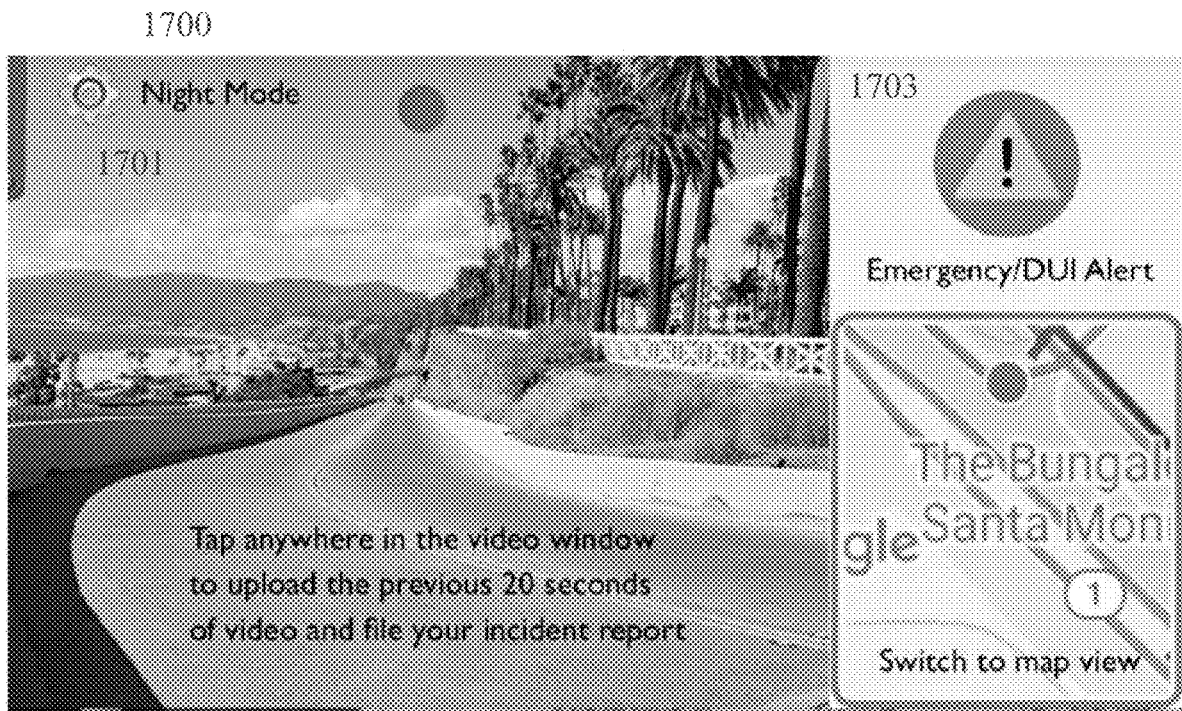 1700
Night Mode
1701
1703
Emergency/DUI Alert
The Bungal
Santa Mon
gle
1
Tap anywhere in the video window
to upload the previous 20 seconds
of video and file your incident report
Switch to map view